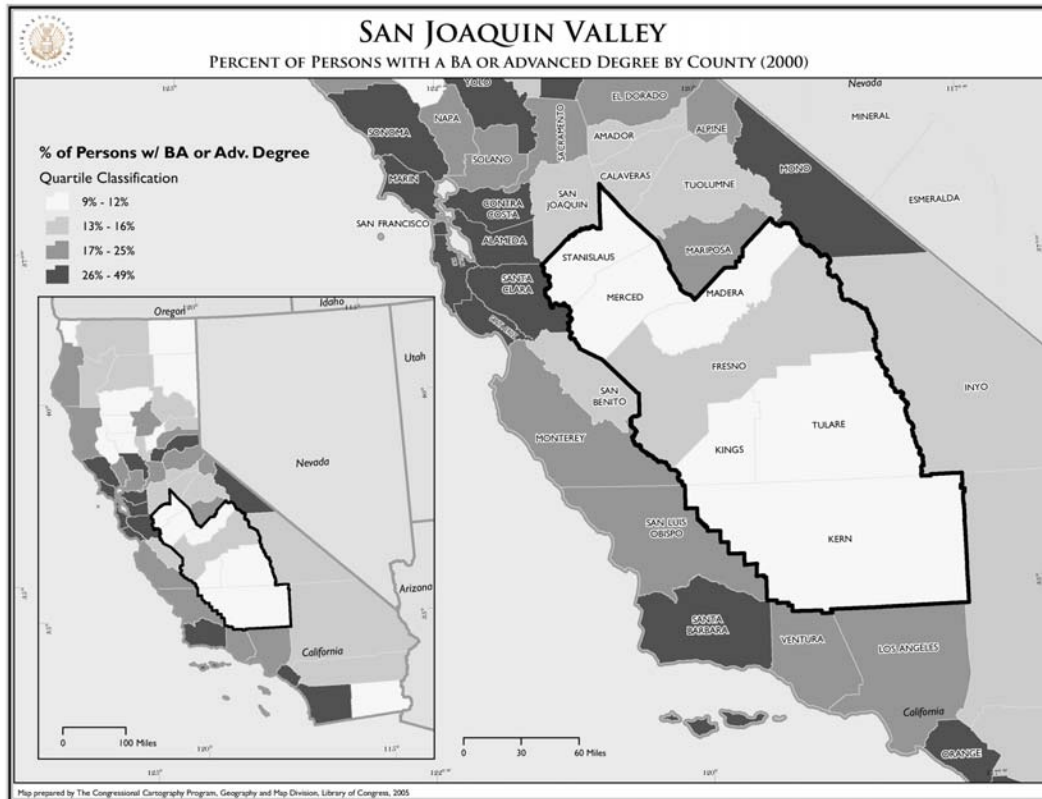 SAN JOAQUIN VALLEY
PERCENT OF PERSONS WITH A BA OR ADVANCED DEGREE BY COUNTY (2000)
% of Persons w/ BA or Adv. Degree
Quartile Classification
9% - 12%
13% - 16%
17% - 25%
26% - 49%
YOLO
EL DORADO
Nevada
NAPA
SACRAMENTO
ALPINE
MINERAL
SONOMA
AMADOR
SOLANO
MONO
CALAVERAS
MARIN
TUOLUMNE
ESMERALDA
CONTRA
COSTA
SAN
JOAQUIN
SAN FRANCISCO
ALAMEDA
MARIPOSA
STANISLAUS
SANTA
CLARA
MERCED
MADERA
FRESNO
INYO
SAN
BENITO
TULARE
MONTEREY
KINGS
SAN LUIS
OBISPO
KERN
SANTA
BARBARA
VENTURA
LOS ANGELES
California
ORANGE
0 30 60 Miles
Oregon
Idaho
Utah
Nevada
Arizona
California
0 100 Miles
Map prepared by The Congressional Cartography Program, Geography and Map Division, Library of Congress, 2005